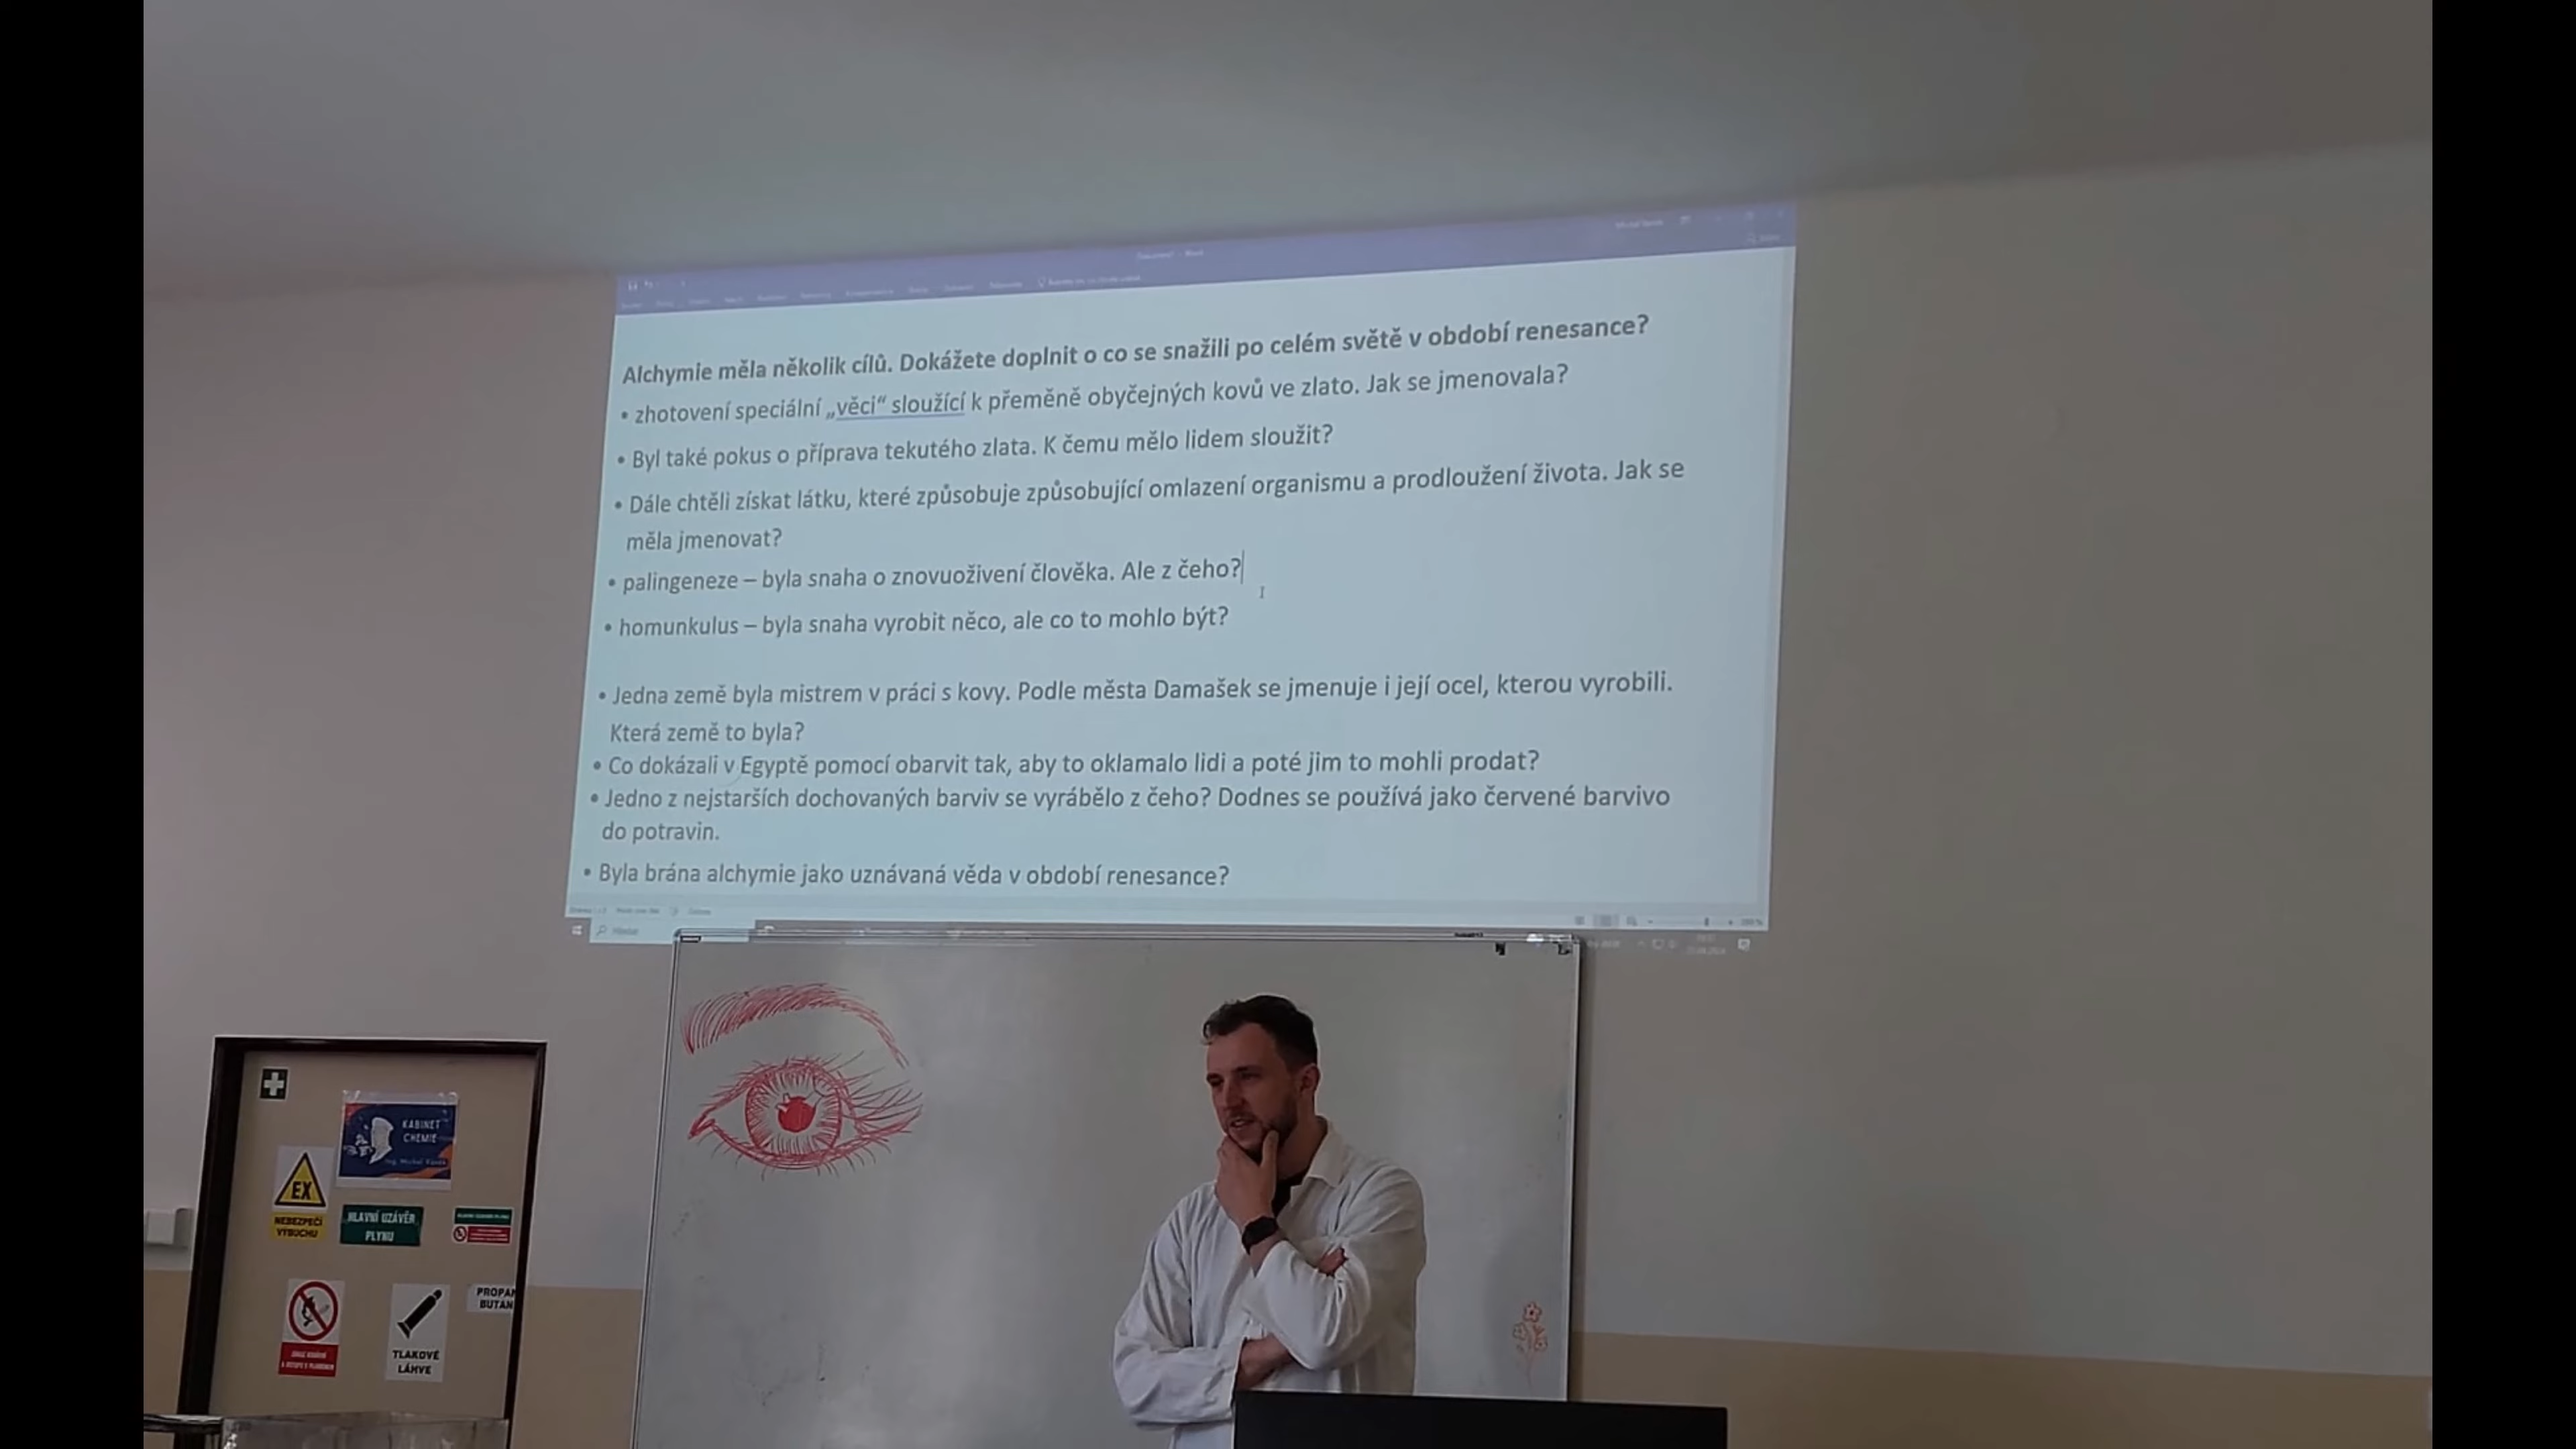 Alchymie měla několik cílů. Dokážete doplnit o co se snažili po celém světě v období renesance?
• zhotovení speciální „věci“ sloužící k přeměně obyčejných kovů ve zlato. Jak se jmenovala?
• Byl také pokus o příprava tekutého zlata. K čemu mělo lidem sloužit?
• Dále chtěli získat látku, které způsobuje způsobující omlazení organismu a prodloužení života. Jak se
měla jmenovat?
• palingeneze – byla snaha o znovuoživení člověka. Ale z čeho?
• homunkulus – byla snaha vyrobit něco, ale co to mohlo být?
• Jedna země byla mistrem v práci s kovy. Podle města Damašek se jmenuje i její ocel, kterou vyrobili.
Která země to byla?
• Co dokázali v Egyptě pomocí obarvit tak, aby to oklamalo lidi a poté jim to mohli prodat?
• Jedno z nejstarších dochovaných barviv se vyrábělo z čeho? Dodnes se používá jako červené barvivo
do potravin.
• Byla brána alchymie jako uznávaná věda v období renesance?
Hledat
KABINET
CHEMIE
EX
NEBEZPEČÍ
VÝBUCHU
HLAVNÍ UZÁVĚR
PLYNU
PROPAN
BUTAN
TLAKOVÉ
LÁHVE